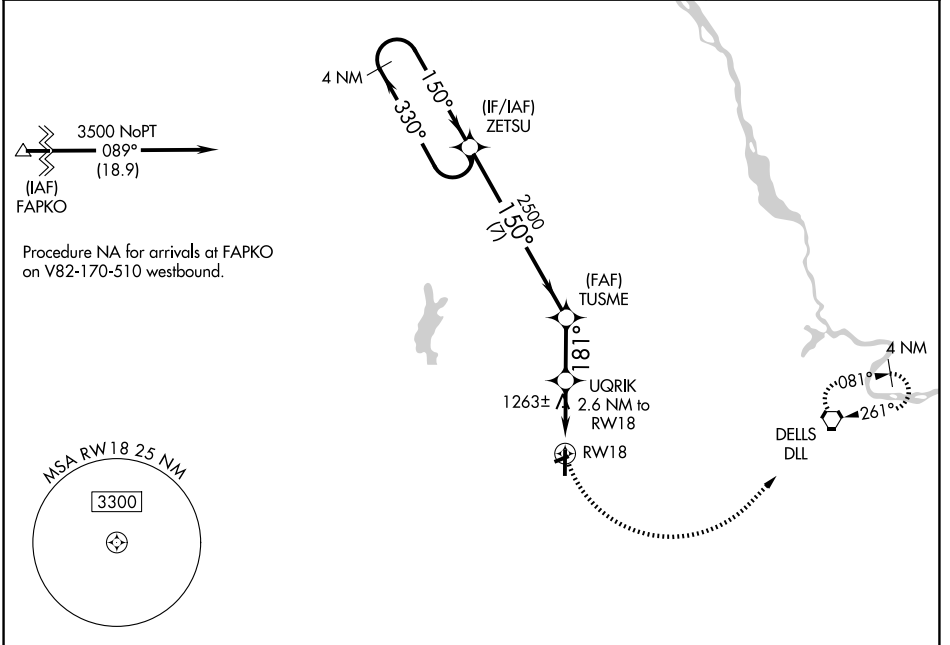 4 NM
150°
330°
(IF/IAF)
ZETSU
3500 NoPT
089°
(18.9)
(IAF)
FAPKO
Procedure NA for arrivals at FAPKO
on V82-170-510 westbound.
2500
150°
(7)
(FAF)
TUSME
181°
UQRIK
2.6 NM to
RW18
1263±
RW18
4 NM
081°
261°
DELLS
DLL
MSA RW18 25 NM
3300